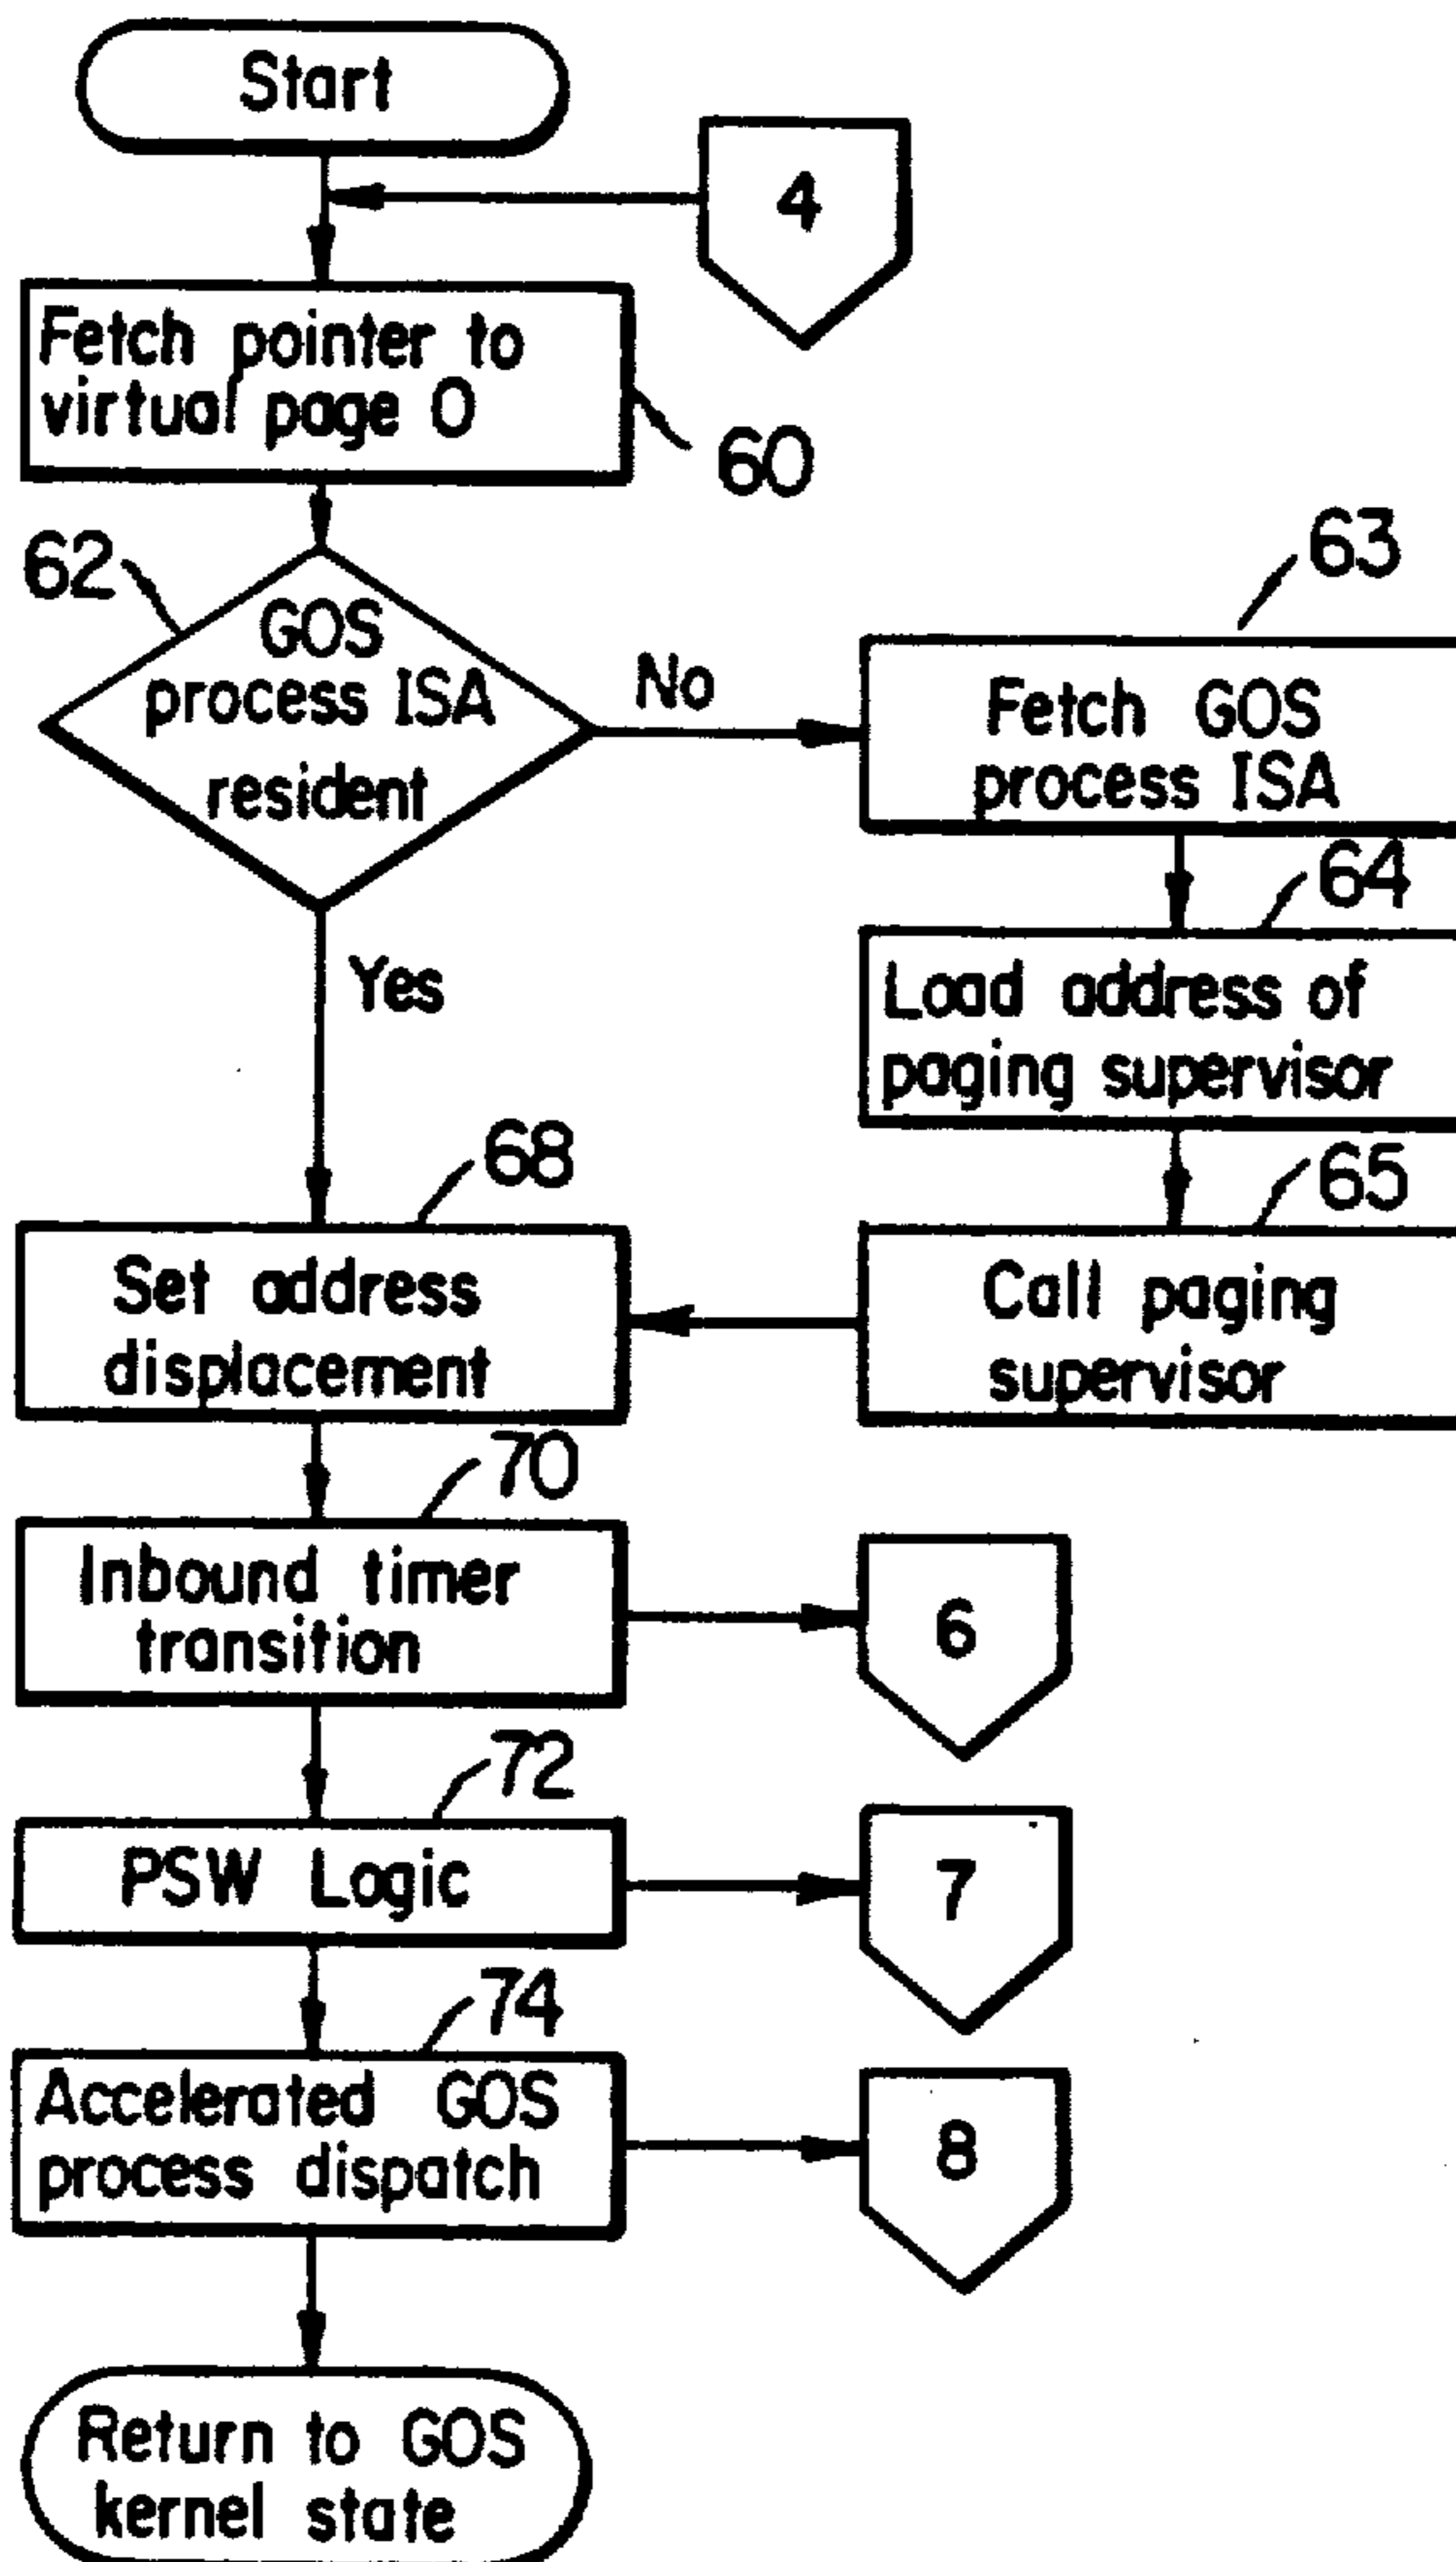 Start
4
Fetch pointer to
virtual page 0
60
62
GOS
process ISA
resident
No
63
Fetch GOS
process ISA
64
Load address of
paging supervisor
Yes
65
Call paging
supervisor
68
Set address
displacement
70
Inbound timer
transition
6
72
PSW Logic
7
74
Accelerated GOS
process dispatch
8
Return to GOS
kernel state